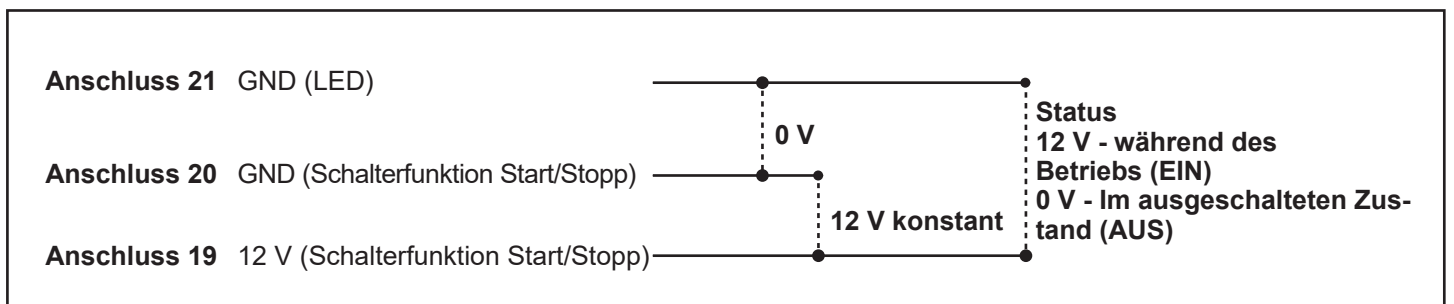 Anschluss 21 GND (LED)
Status
0 V
12 V - während des
Betriebs (EIN)
Anschluss 20 GND (Schalterfunktion Start/Stopp)
0 V - Im ausgeschalteten Zus-
12 V konstant
tand (AUS)
Anschluss 19 12 V (Schalterfunktion Start/Stopp)